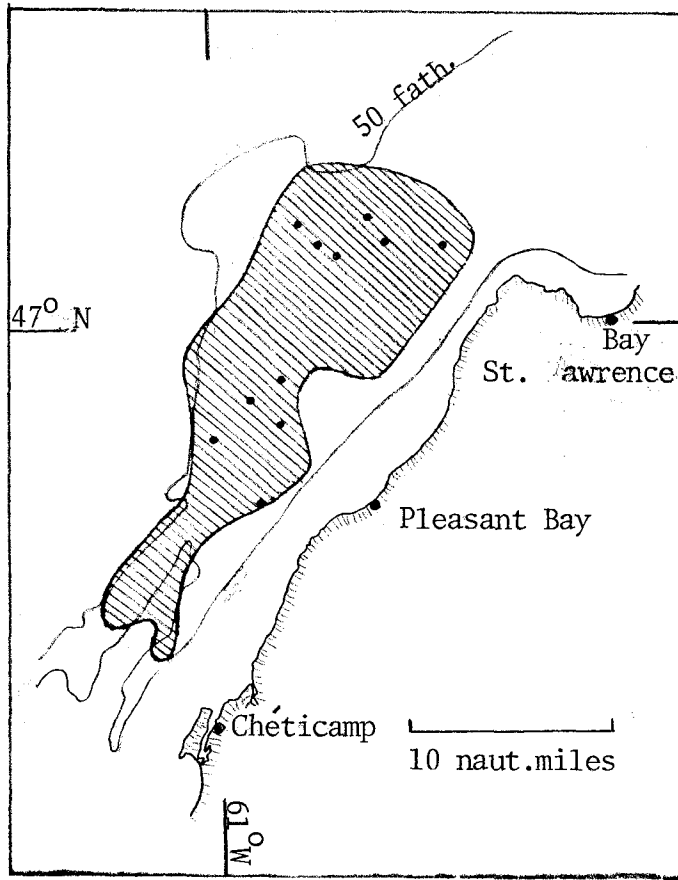 50 fath.
47° N
Bay
St. awrence
Pleasant Bay
Chéticamp
10 naut.miles
61°W